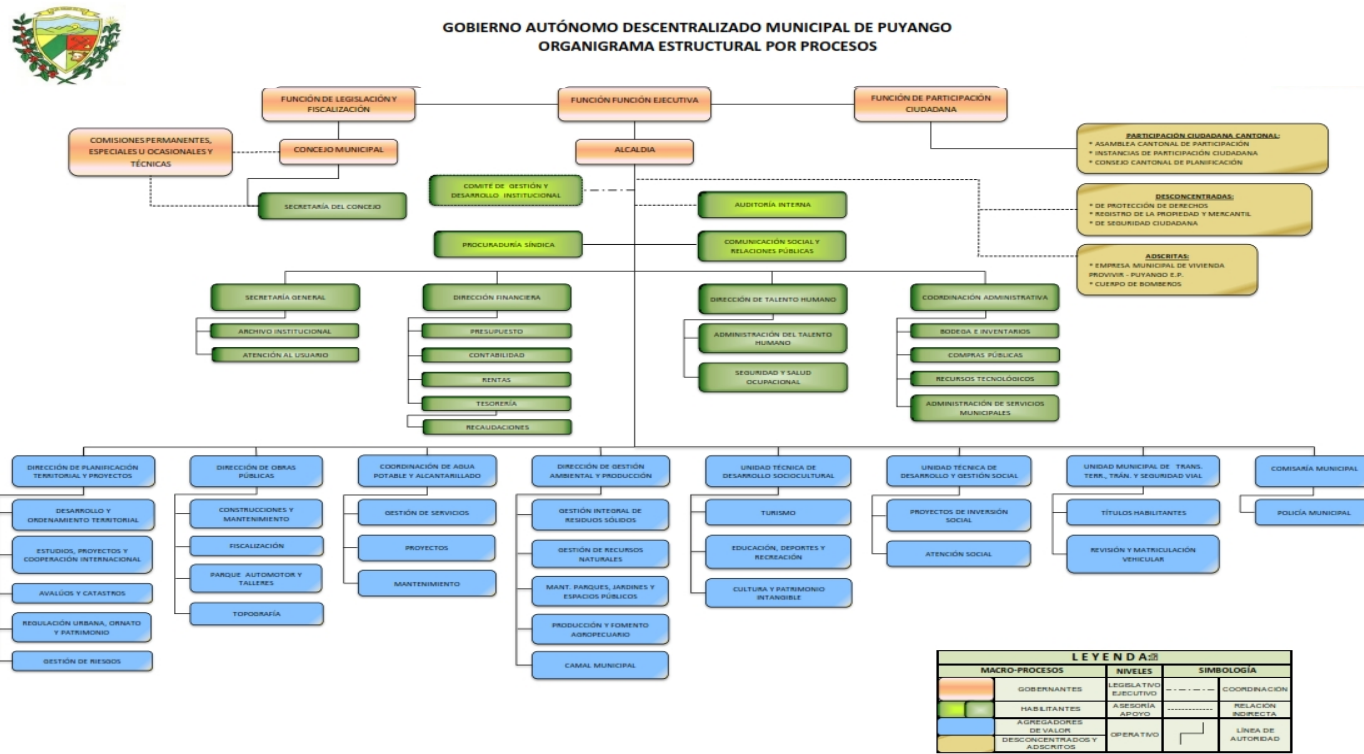 GOBIERNO AUTÓNOMO DESCENTRALIZADO MUNICIPAL DE PUYANGO
ORGANIGRAMA ESTRUCTURAL POR PROCESOS
FUNCIÓN DE LEGISLACIÓN Y
FISCALIZACIÓN
FUNCIÓN FUNCIÓN EJECUTIVA
FUNCIÓN DE PARTICIPACIÓN
CIUDADANA
COMISIONES PERMANENTES,
ESPECIALES U OCASIONALES Y
TÉCNICAS
CONCEJO MUNICIPAL
ALCALDIA
PARTICIPACIÓN CIUDADANA CANTONAL:
* ASAMBLEA CANTONAL DE PARTICIPACIÓN
* INSTANCIAS DE PARTICIPACIÓN CIUDADANA
* CONSEJO CANTONAL DE PLANIFICACIÓN
SECRETARÍA DEL CONCEJO
COMITÉ DE GESTIÓN Y
DESARROLLO INSTITUCIONAL
AUDITORÍA INTERNA
DESCONCENTRADAS:
* DE PROTECCIÓN DE DERECHOS
* REGISTRO DE LA PROPIEDAD Y MERCANTIL
* DE SEGURIDAD CIUDADANA
PROCURADURÍA SÍNDICA
COMUNICACIÓN SOCIAL Y
RELACIONES PÚBLICAS
ADSCRITAS:
* EMPRESA MUNICIPAL DE VIVIENDA
PROVIVIR - PUYANGO E.P.
* CUERPO DE BOMBEROS
SECRETARÍA GENERAL
ARCHIVO INSTITUCIONAL
ATENCIÓN AL USUARIO
DIRECCIÓN FINANCIERA
PRESUPUESTO
CONTABILIDAD
RENTAS
TESORERÍA
RECAUDACIONES
DIRECCIÓN DE TALENTO HUMANO
ADMINISTRACIÓN DEL TALENTO
HUMANO
SEGURIDAD Y SALUD
OCUPACIONAL
COORDINACIÓN ADMINISTRATIVA
BODEGA E INVENTARIOS
COMPRAS PÚBLICAS
RECURSOS TECNOLÓGICOS
ADMINISTRACIÓN DE SERVICIOS
MUNICIPALES
DIRECCIÓN DE PLANIFICACIÓN
TERRITORIAL Y PROYECTOS
DESARROLLO Y
ORDENAMIENTO TERRITORIAL
ESTUDIOS, PROYECTOS Y
COOPERACIÓN INTERNACIONAL
AVALÚOS Y CATASTROS
REGULACIÓN URBANA, ORNATO
Y PATRIMONIO
GESTIÓN DE RIESGOS
DIRECCIÓN DE OBRAS
PÚBLICAS
CONSTRUCCIONES Y
MANTENIMIENTO
FISCALIZACIÓN
PARQUE AUTOMOTOR Y
TALLERES
TOPOGRAFÍA
COORDINACIÓN DE AGUA
POTABLE Y ALCANTARILLADO
GESTIÓN DE SERVICIOS
PROYECTOS
MANTENIMIENTO
DIRECCIÓN DE GESTIÓN
AMBIENTAL Y PRODUCCIÓN
GESTIÓN INTEGRAL DE
RESIDUOS SÓLIDOS
GESTIÓN DE RECURSOS
NATURALES
MANT. PARQUES, JARDINES Y
ESPACIOS PÚBLICOS
PRODUCCIÓN Y FOMENTO
AGROPECUARIO
CAMAL MUNICIPAL
UNIDAD TÉCNICA DE
DESARROLLO SOCIOCULTURAL
TURISMO
EDUCACIÓN, DEPORTES Y
RECREACIÓN
CULTURA Y PATRIMONIO
INTANGIBLE
UNIDAD TÉCNICA DE
DESARROLLO Y GESTIÓN SOCIAL
PROYECTOS DE INVERSIÓN
SOCIAL
ATENCIÓN SOCIAL
UNIDAD MUNICIPAL DE TRANS.
TERR., TRÁN. Y SEGURIDAD VIAL
TÍTULOS HABILITANTES
REVISIÓN Y MATRICULACIÓN
VEHICULAR
COMISARÍA MUNICIPAL
POLICÍA MUNICIPAL
LEYENDA:
MACRO-PROCESOS NIVELES SIMBOLOGÍA
GOBERNANTES LEGISLATIVO EJECUTIVO COORDINACIÓN
HABILITANTES ASESORÍA APOYO RELACIÓN INDIRECTA
AGREGADORES DE VALOR OPERATIVO LÍNEA DE AUTORIDAD
DESCONCENTRADOS Y ADSCRITOS